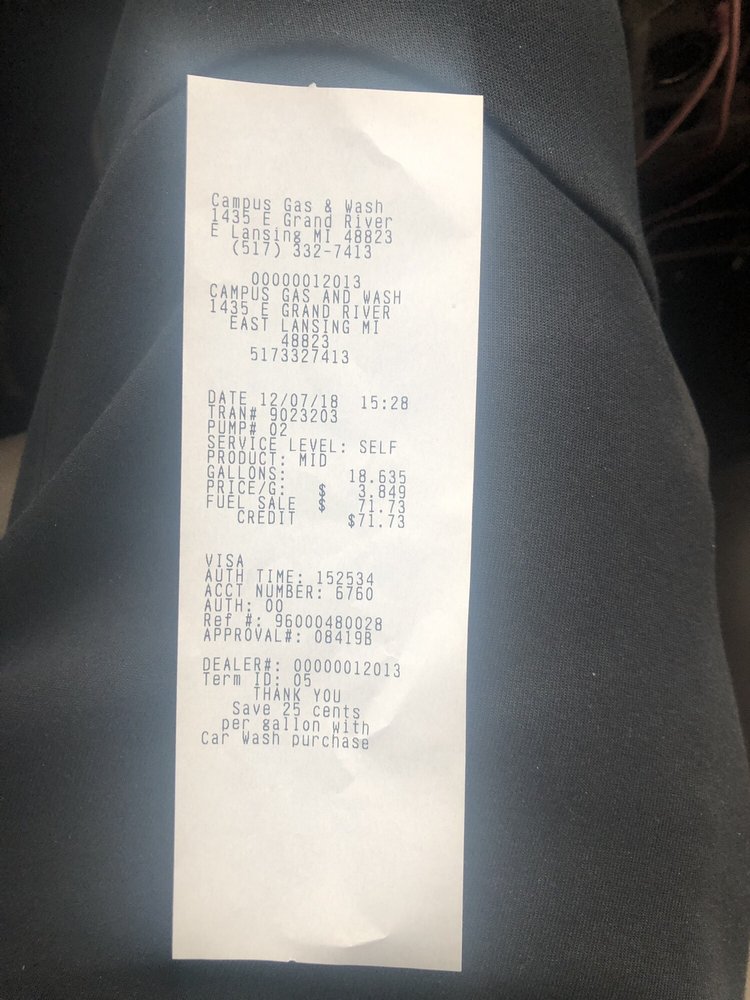 Campus Gas & Wash
1435 E Grand River
E Lansing MI 48823
(517) 332-7413
00000012013
CAMPUS GAS AND WASH
1435 E GRAND RIVER
EAST LANSING MI
48823
5173327413
DATE 12/07/18 15:28
TRAN# 9023203
PUMP# 02
SERVICE LEVEL: SELF
PRODUCT: MID
GALLONS: 18.635
PRICE/G: $ 3.849
FUEL SALE $ 71.73
CREDIT $71.73
VISA
AUTH TIME: 152534
ACCT NUMBER: 6760
AUTH: 00
Ref #: 96000480028
APPROVAL#: 08419B
DEALER#: 00000012013
Term ID: 05
THANK YOU
Save 25 cents
per gallon with
Car Wash purchase